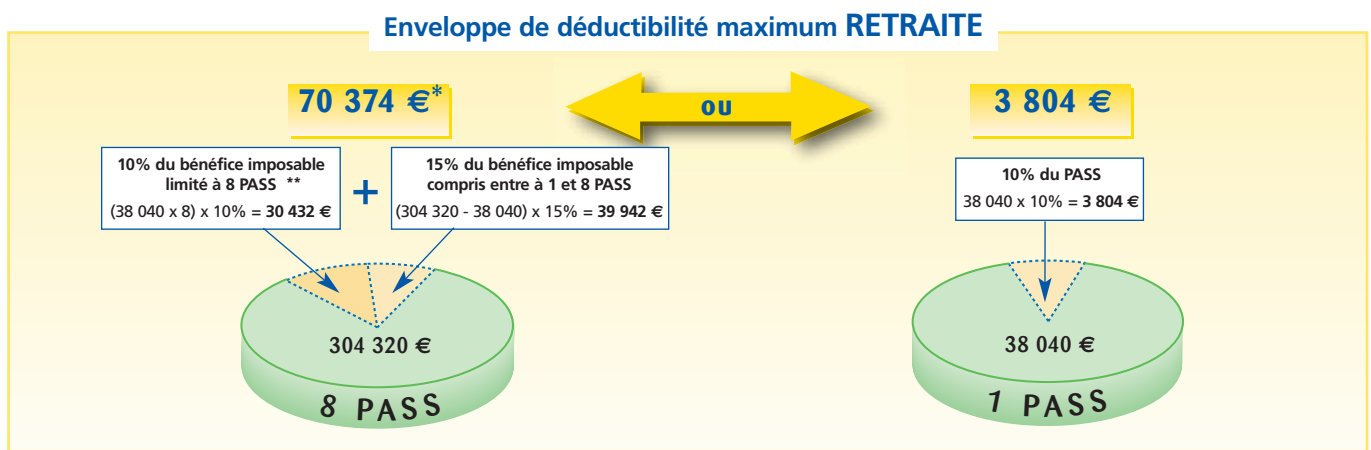 Enveloppe de déductibilité maximum RETRAITE
70 374 €*
ou
3 804 €
10% du bénéfice imposable
limité à 8 PASS **
(38 040 x 8) x 10% = 30 432 €
+
15% du bénéfice imposable
compris entre à 1 et 8 PASS
(304 320 - 38 040) x 15% = 39 942 €
10% du PASS
38 040 x 10% = 3 804 €
304 320 €
8 PASS
38 040 €
1 PASS